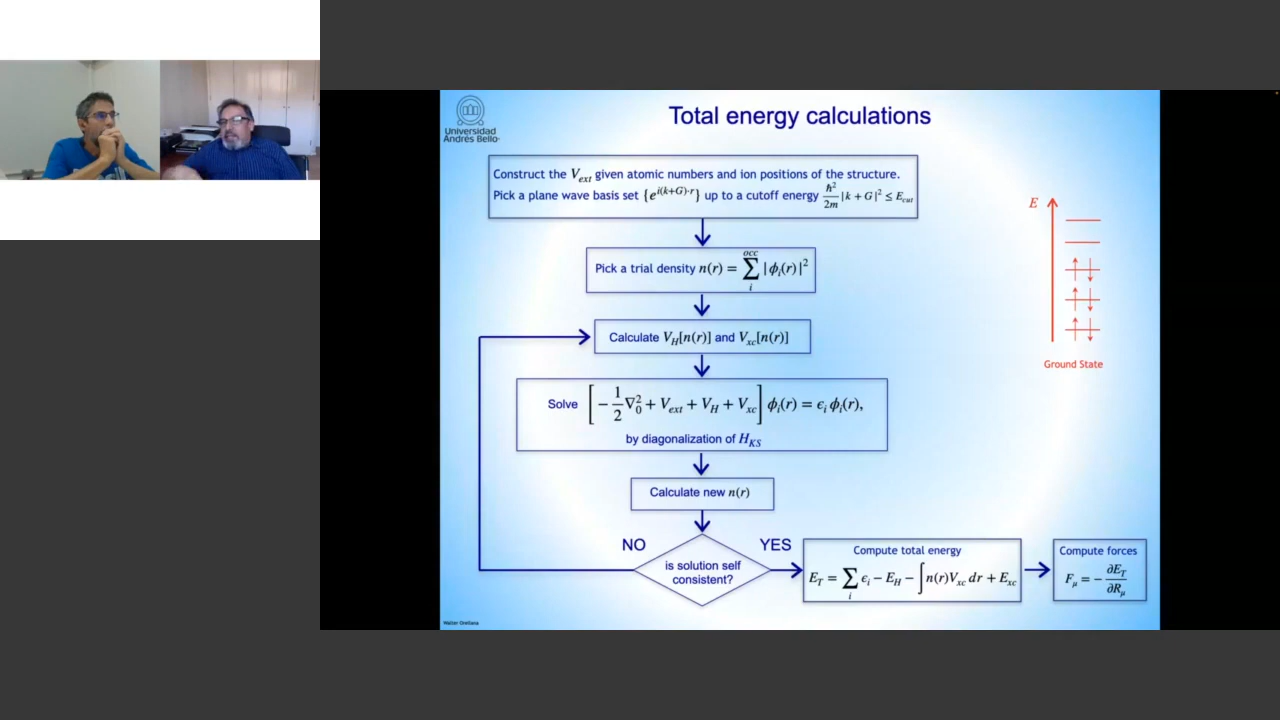 Universidad
Andrés Bello
Total energy calculations
Construct the V_ext given atomic numbers and ion positions of the structure.
Pick a plane wave basis set {e^{i(k+G)·r}} up to a cutoff energy ℏ²/2m |k + G|² ≤ E_cut
Pick a trial density n(r) = ∑_i^occ |ϕ_i(r)|²
Calculate V_H[n(r)] and V_xc[n(r)]
Solve [−1/2 ∇₀² + V_ext + V_H + V_xc] ϕ_i(r) = ϵ_i ϕ_i(r),
by diagonalization of H_KS
Calculate new n(r)
NO
YES
is solution self
consistent?
Compute total energy
E_T = ∑_i ϵ_i − E_H − ∫ n(r)V_xc dr + E_xc
Compute forces
F_μ = − ∂E_T/∂R_μ
E
Ground State
Walter Orellana